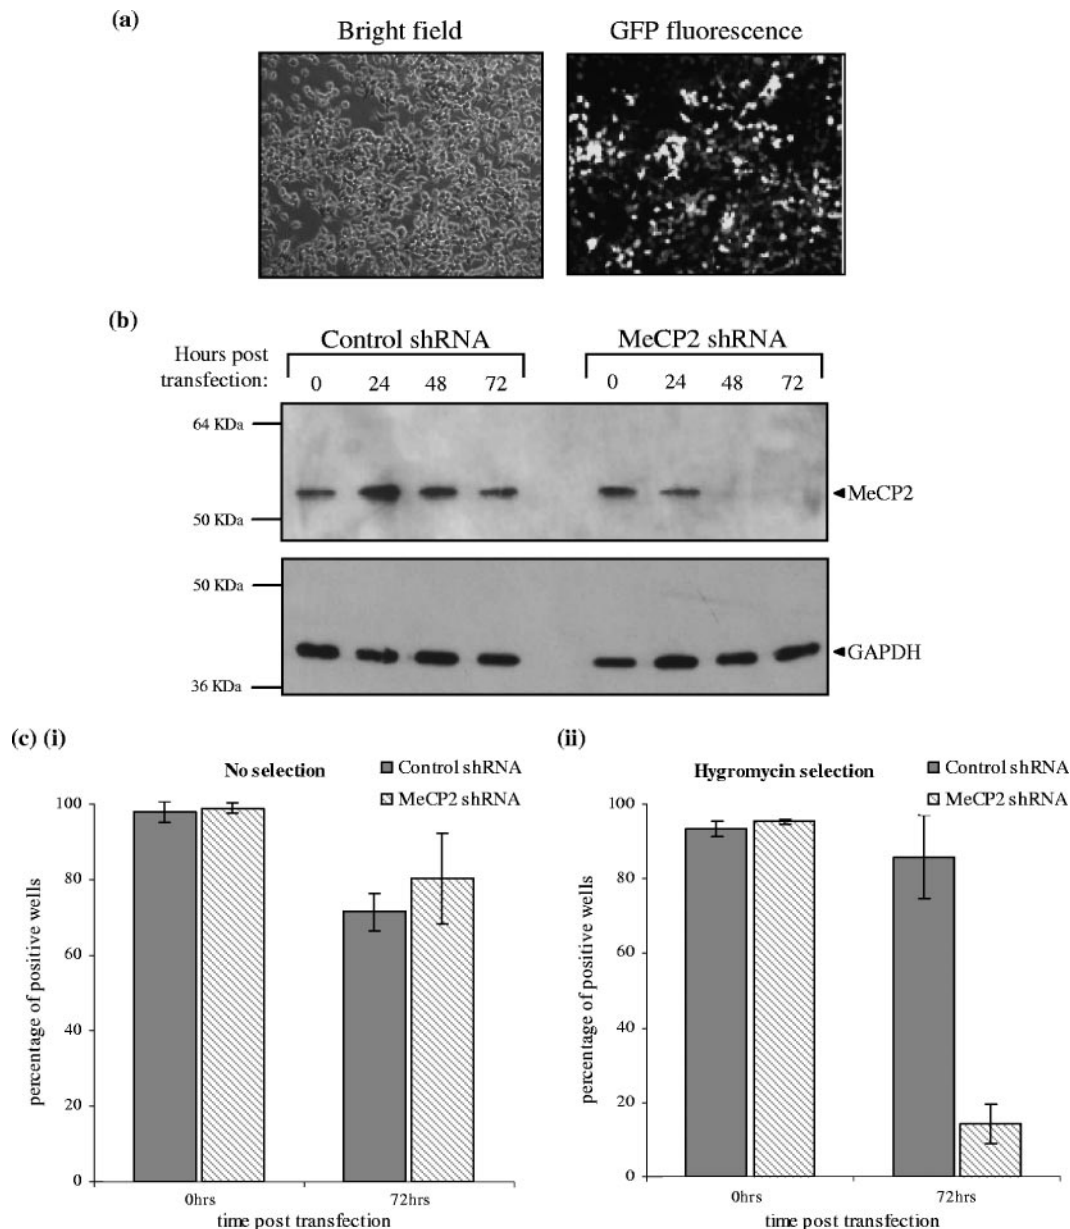 (a)
Bright field
GFP fluorescence
(b)
Control shRNA
MeCP2 shRNA
Hours post
transfection:
0 24 48 72
0 24 48 72
64 KDa
MeCP2
50 KDa
50 KDa
GAPDH
36 KDa
(c) (i)
No selection
Control shRNA
MeCP2 shRNA
percentage of positive wells
100
80
60
40
20
0
0hrs
72hrs
time post transfection
(ii)
Hygromycin selection
Control shRNA
MeCP2 shRNA
percentage of positive wells
100
80
60
40
20
0
0hrs
72hrs
time post transfection